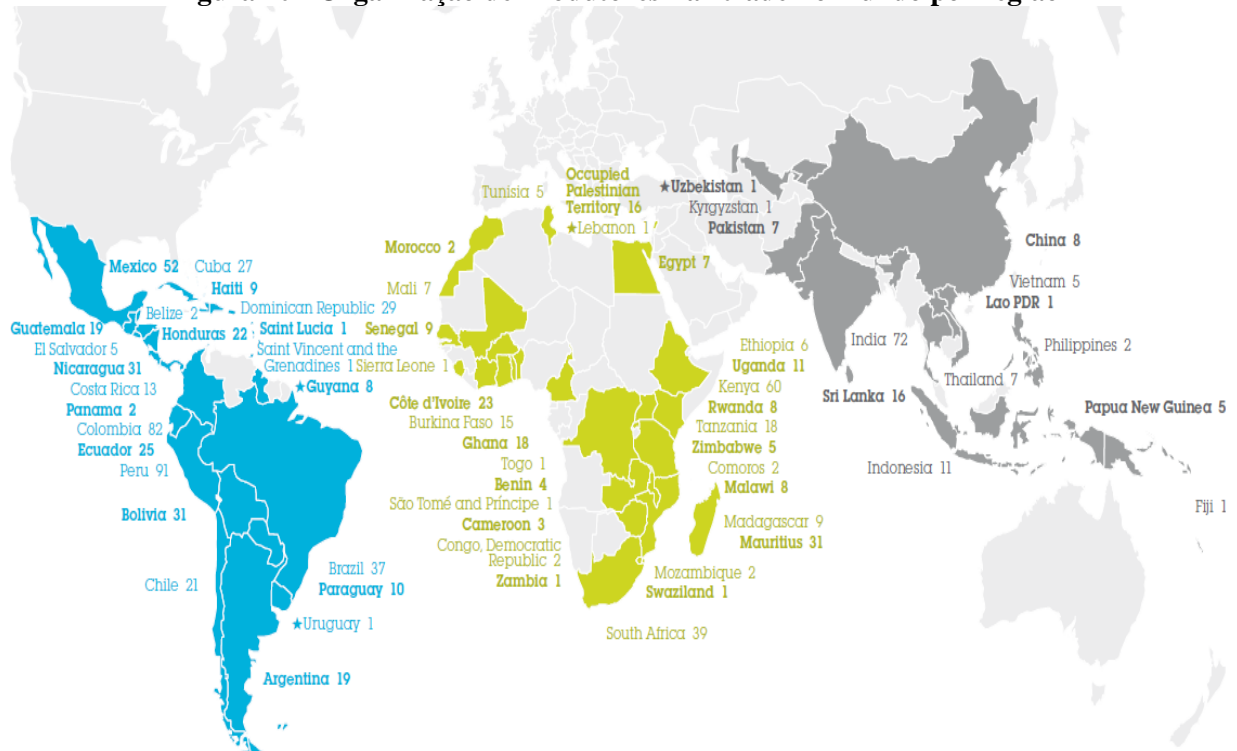 Tunisia 5
Occupied
Palestinian
Territory 16
★Lebanon 1
★Uzbekistan 1
Kyrgyzstan 1
Pakistan 7
Morocco 2
Egypt 7
China 8
Mexico 52
Cuba 27
Haiti 9
Mali 7
Vietnam 5
Lao PDR 1
Belize 2
Dominican Republic 29
Guatemala 19
Honduras 22
Saint Lucia 1
Senegal 9
El Salvador 5
Saint Vincent and the
Grenadines 1
Sierra Leone 1
Ethiopia 6
India 72
Philippines 2
Nicaragua 31
Uganda 11
Costa Rica 13
★Guyana 8
Kenya 60
Thailand 7
Panama 2
Côte d'Ivoire 23
Rwanda 8
Sri Lanka 16
Papua New Guinea 5
Colombia 82
Burkina Faso 15
Tanzania 18
Ecuador 25
Ghana 18
Zimbabwe 5
Peru 91
Togo 1
Comoros 2
Indonesia 11
Benin 4
Malawi 8
São Tomé and Príncipe 1
Bolivia 31
Cameroon 3
Madagascar 9
Fiji 1
Congo, Democratic
Republic 2
Mauritius 31
Zambia 1
Brazil 37
Mozambique 2
Chile 21
Paraguay 10
Swaziland 1
★Uruguay 1
South Africa 39
Argentina 19